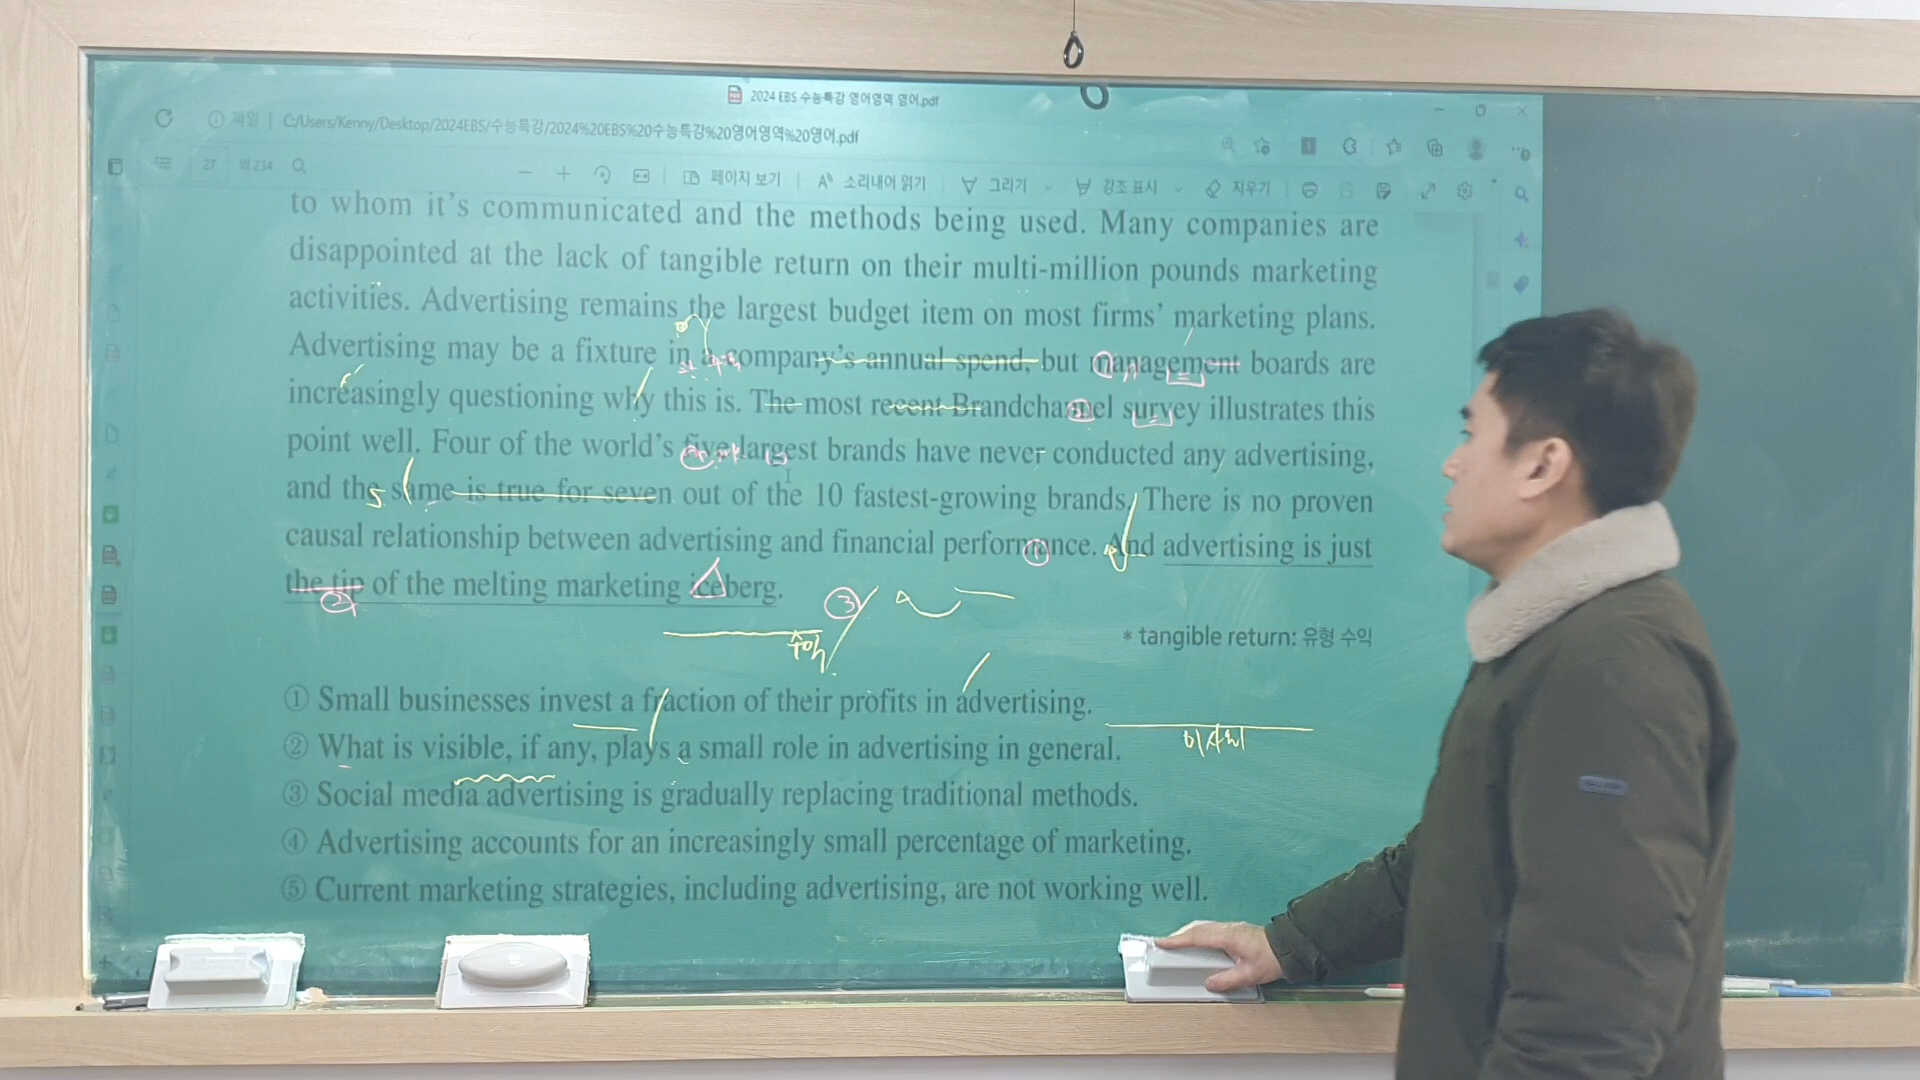 2024 EBS 수능특강 영어영역 영어.pdf
파일 | C:/Users/Kenny/Desktop/2024EBS/수능특강/2024%20EBS%20수능특강%20영어영역%20영어.pdf
27 의 234 페이지 보기 | 소리내어 읽기 | 그리기 강조 표시 지우기
to whom it's communicated and the methods being used. Many companies are
disappointed at the lack of tangible return on their multi-million pounds marketing
activities. Advertising remains the largest budget item on most firms' marketing plans.
Advertising may be a fixture in a company's annual spend, but management boards are
increasingly questioning why this is. The most recent Brandchannel survey illustrates this
point well. Four of the world's five largest brands have never conducted any advertising,
and the same is true for seven out of the 10 fastest-growing brands. There is no proven
causal relationship between advertising and financial performance. And advertising is just
the tip of the melting marketing iceberg.
② ③ ①
* tangible return: 유형 수익
① Small businesses invest a fraction of their profits in advertising.
② What is visible, if any, plays a small role in advertising in general.
③ Social media advertising is gradually replacing traditional methods.
④ Advertising accounts for an increasingly small percentage of marketing.
⑤ Current marketing strategies, including advertising, are not working well.